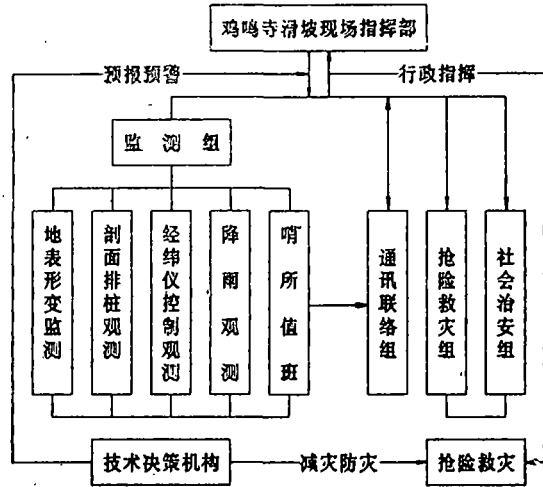 鸡鸣寺滑坡现场指挥部
预报预警
行政指挥
监测组
地表形变监测
剖面排桩观测
经纬仪控制观测
降雨观测
哨所值班
通讯联络组
抢险救灾组
社会治安组
技术决策机构
减灾防灾
抢险救灾